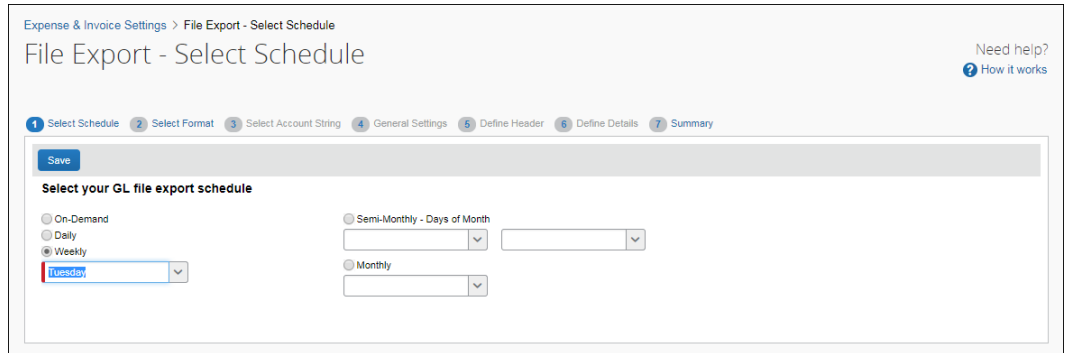 Expense & Invoice Settings > File Export - Select Schedule
File Export - Select Schedule
Need help?
? How it works
1 Select Schedule 2 Select Format 3 Select Account String 4 General Settings 5 Define Header 6 Define Details 7 Summary
Save
Select your GL file export schedule
On-Demand
Daily
Weekly
Tuesday
Semi-Monthly - Days of Month
Monthly